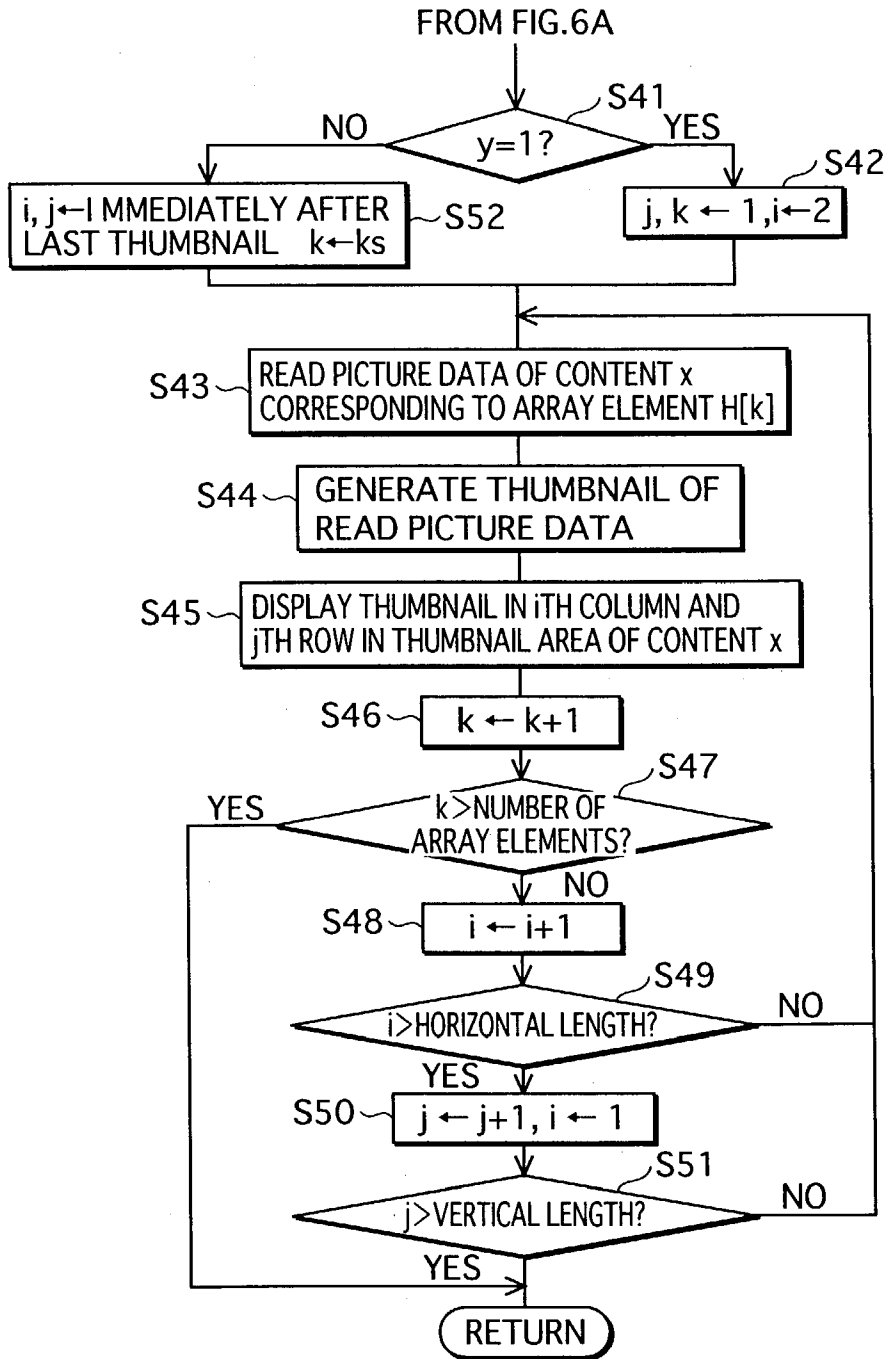 FROM FIG.6A
S41
NO
y=1?
YES
S42
i, j←I MMEDIATELY AFTER
LAST THUMBNAIL k←ks
S52
j, k ← 1,i←2
S43
READ PICTURE DATA OF CONTENT x
CORRESPONDING TO ARRAY ELEMENT H[k]
S44
GENERATE THUMBNAIL OF
READ PICTURE DATA
S45
DISPLAY THUMBNAIL IN iTH COLUMN AND
jTH ROW IN THUMBNAIL AREA OF CONTENT x
S46
k ← k+1
S47
YES
k>NUMBER OF
ARRAY ELEMENTS?
NO
S48
i ← i+1
S49
i>HORIZONTAL LENGTH?
NO
YES
S50
j ← j+1, i ← 1
S51
j>VERTICAL LENGTH?
NO
YES
RETURN